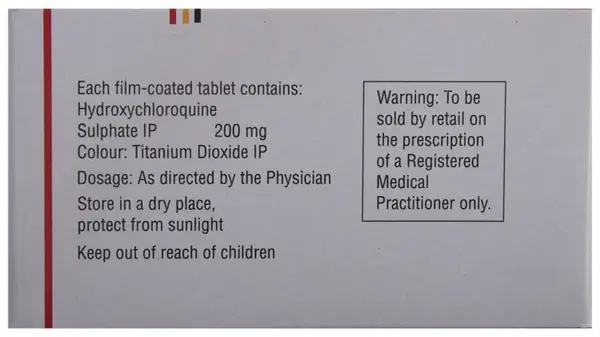 Each film-coated tablet contains:
Hydroxychloroquine
Sulphate IP 200 mg
Colour: Titanium Dioxide IP
Dosage: As directed by the Physician
Store in a dry place,
protect from sunlight
Keep out of reach of children
Warning: To be
sold by retail on
the prescription
of a Registered
Medical
Practitioner only.